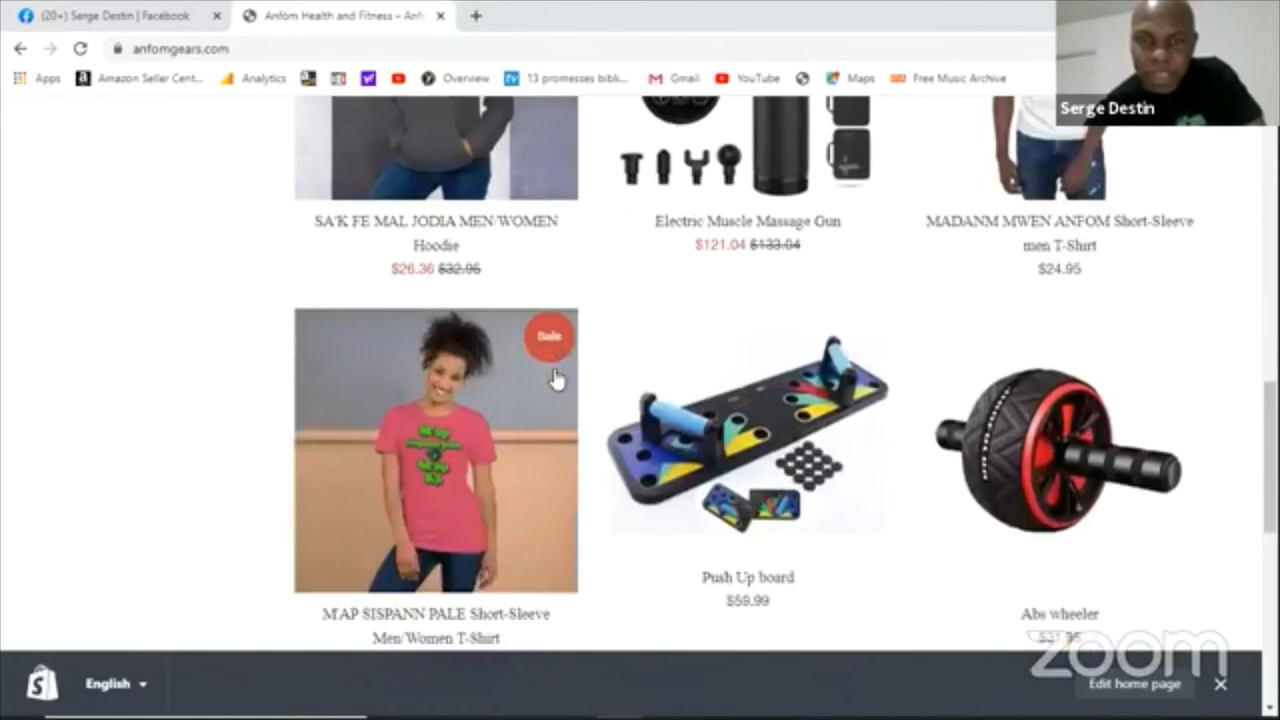 (20+) Serge Destin | Facebook
Anfòm Health and Fitness – Anfo
anfomgears.com
Apps
Amazon Seller Cent...
Analytics
Overview
13 promesses bibli...
Gmail
YouTube
Maps
Free Music Archive
Serge Destin
SA'K FE MAL JODIA MEN/WOMEN
Hoodie
$26.36 $32.95
Electric Muscle Massage Gun
$121.04 $133.04
MADANM MWEN ANFOM Short-Sleeve
men T-Shirt
$24.95
Sale
M'AP SISPANN PALE Short-Sleeve
Men/Women T-Shirt
Push Up board
$59.99
Abs wheeler
zoom
English
Edit home page